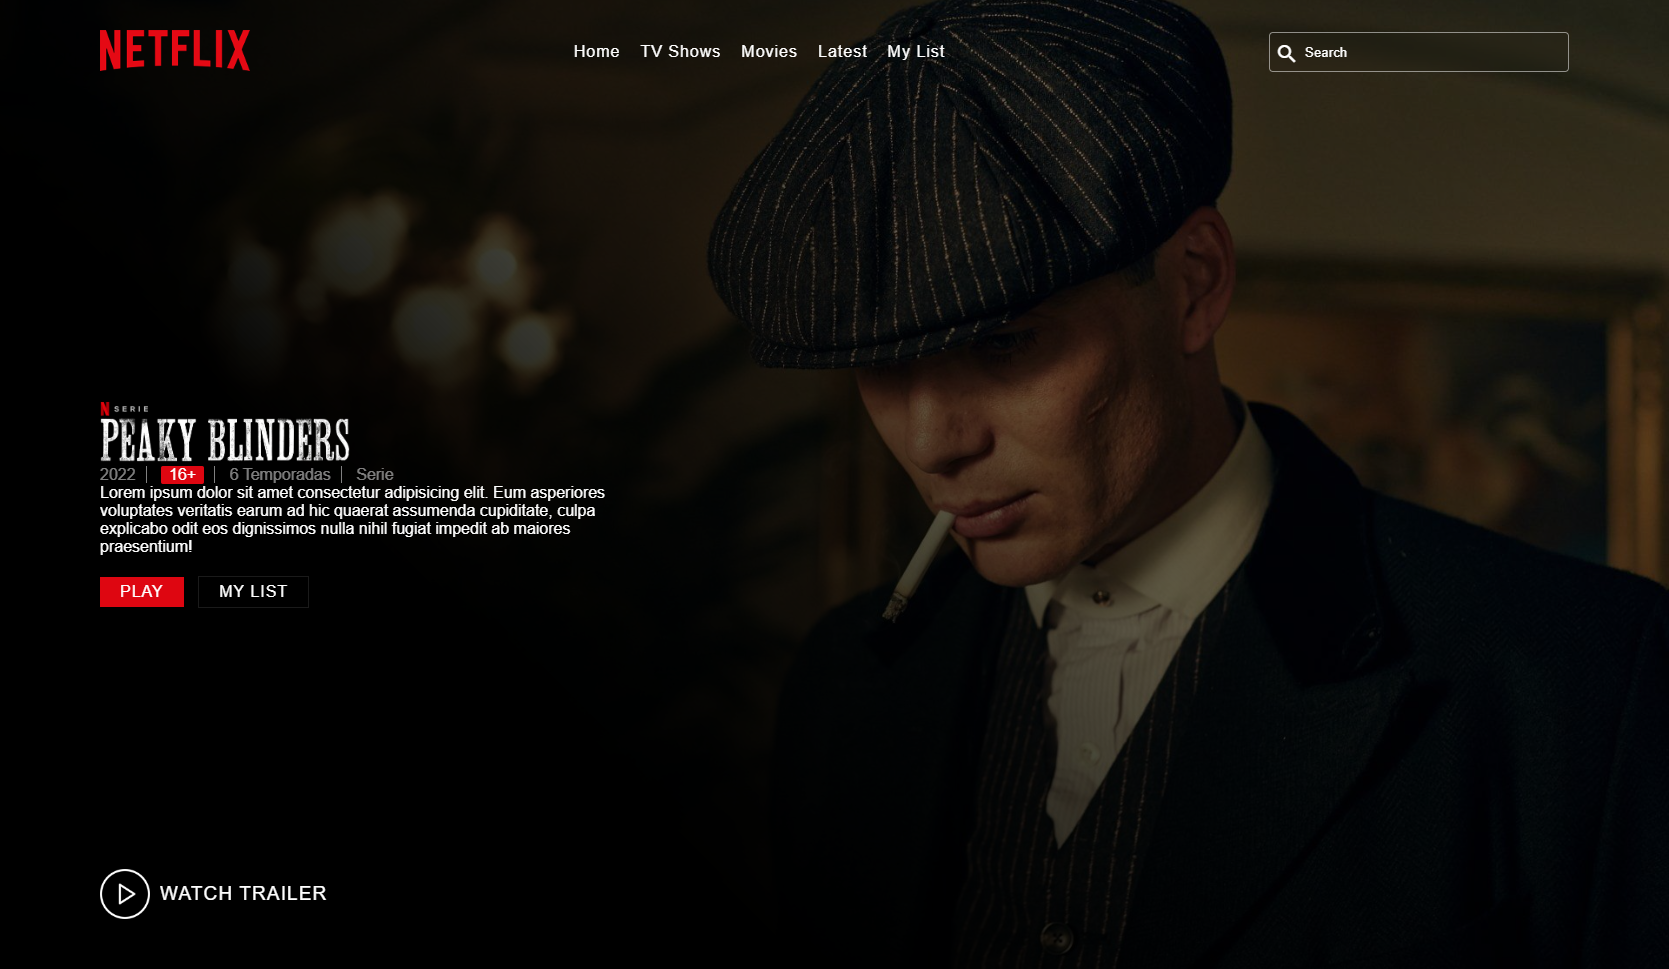 NETFLIX
Home TV Shows Movies Latest My List
Search
N SERIE
PEAKY BLINDERS
2022 | 16+ | 6 Temporadas | Serie
Lorem ipsum dolor sit amet consectetur adipisicing elit. Eum asperiores
voluptates veritatis earum ad hic quaerat assumenda cupiditate, culpa
explicabo odit eos dignissimos nulla nihil fugiat impedit ab maiores
praesentium!
PLAY MY LIST
WATCH TRAILER